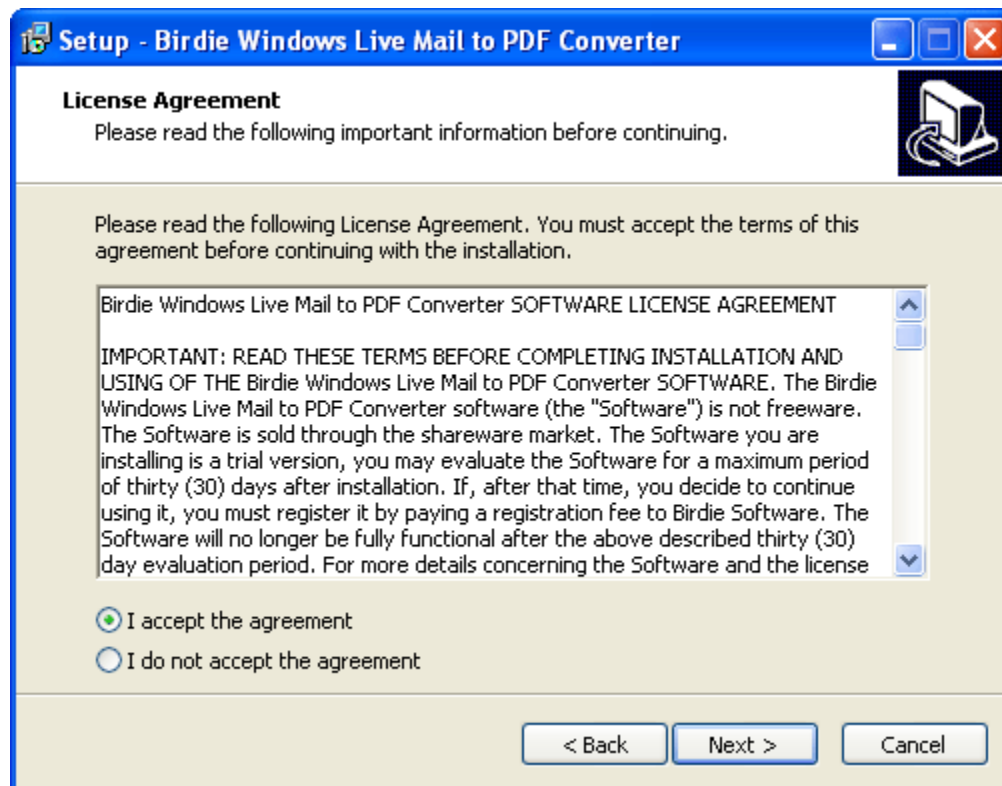 Setup - Birdie Windows Live Mail to PDF Converter
License Agreement
Please read the following important information before continuing.
Please read the following License Agreement. You must accept the terms of this
agreement before continuing with the installation.
Birdie Windows Live Mail to PDF Converter SOFTWARE LICENSE AGREEMENT
IMPORTANT: READ THESE TERMS BEFORE COMPLETING INSTALLATION AND
USING OF THE Birdie Windows Live Mail to PDF Converter SOFTWARE. The Birdie
Windows Live Mail to PDF Converter software (the "Software") is not freeware.
The Software is sold through the shareware market. The Software you are
installing is a trial version, you may evaluate the Software for a maximum period
of thirty (30) days after installation. If, after that time, you decide to continue
using it, you must register it by paying a registration fee to Birdie Software. The
Software will no longer be fully functional after the above described thirty (30)
day evaluation period. For more details concerning the Software and the license
I accept the agreement
I do not accept the agreement
< Back Next > Cancel